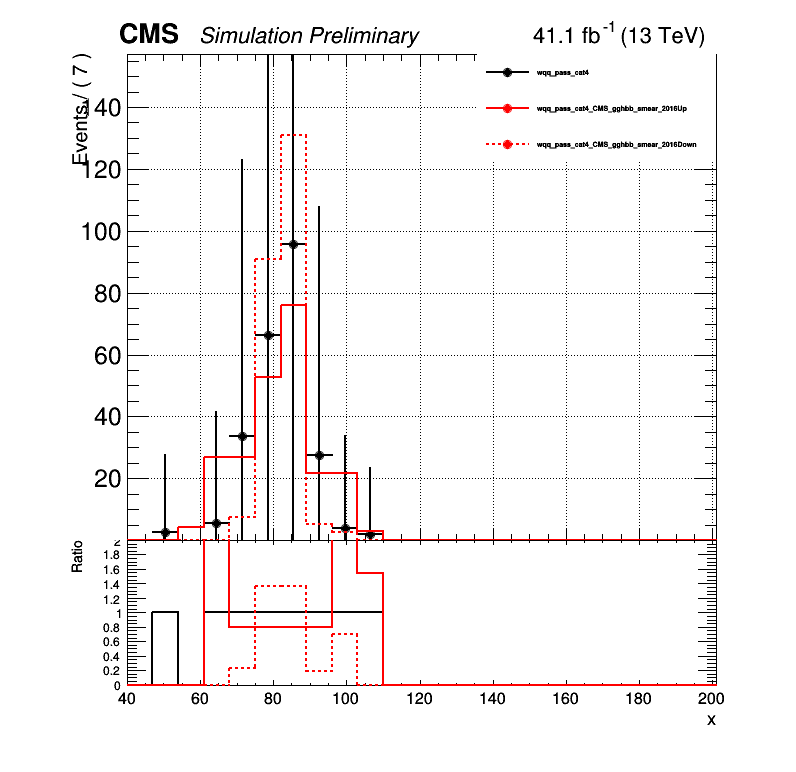 CMS Simulation Preliminary 41.1 fb⁻¹ (13 TeV)
Events / ( 7 )
wqq_pass_cat4
wqq_pass_cat4_CMS_gghbb_smear_2016Up
wqq_pass_cat4_CMS_gghbb_smear_2016Down
140
120
100
80
60
40
20
Ratio
2
1.8
1.6
1.4
1.2
1
0.8
0.6
0.4
0.2
0
40 60 80 100 120 140 160 180 200
x